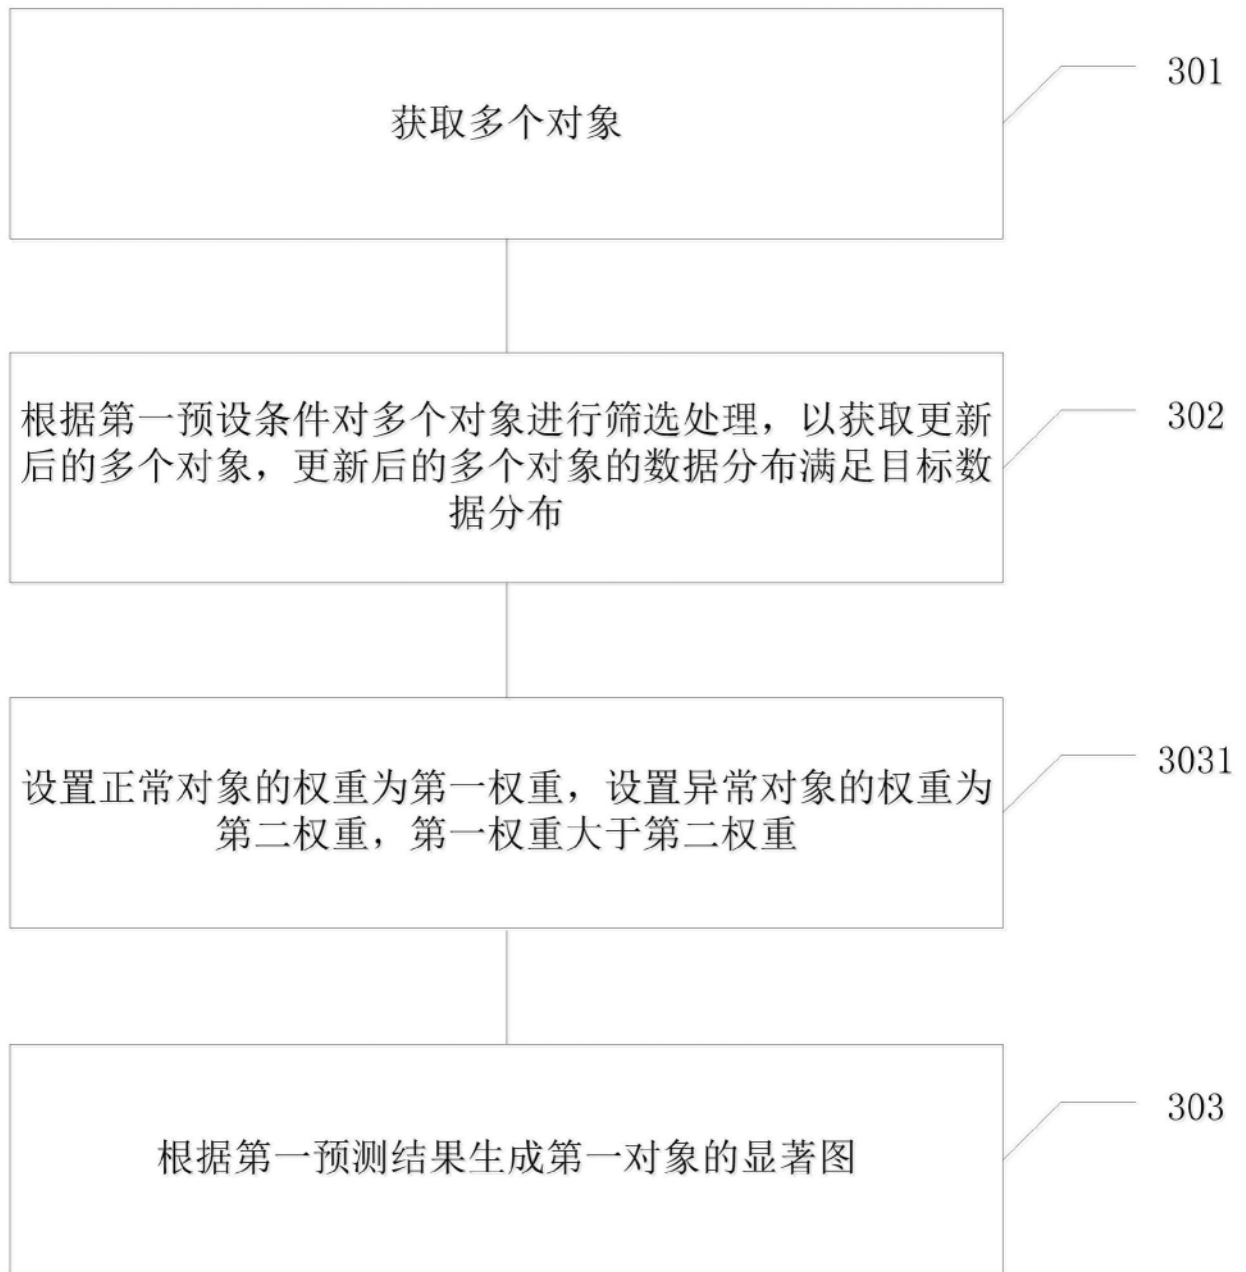 获取多个对象
301
根据第一预设条件对多个对象进行筛选处理，以获取更新
后的多个对象，更新后的多个对象的数据分布满足目标数
据分布
302
设置正常对象的权重为第一权重，设置异常对象的权重为
第二权重，第一权重大于第二权重
3031
根据第一预测结果生成第一对象的显著图
303